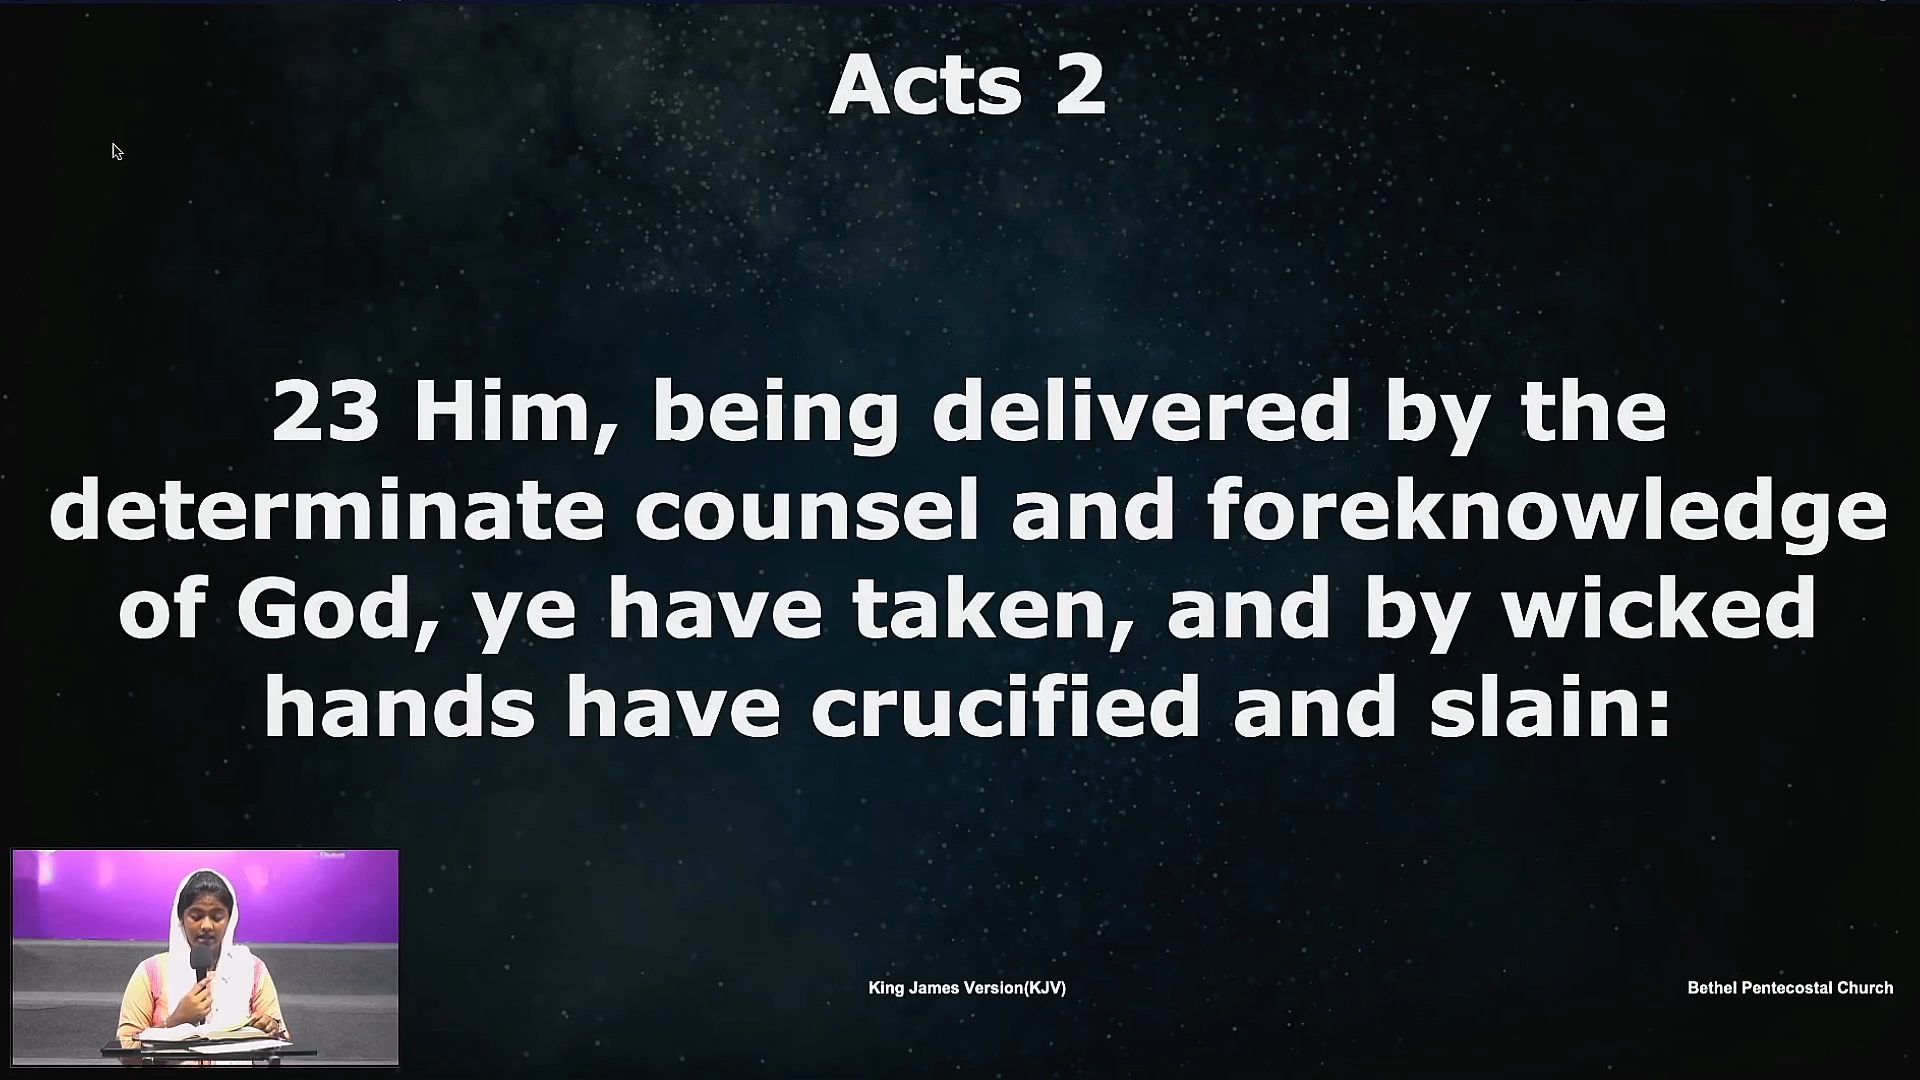 Acts 2
23 Him, being delivered by the
determinate counsel and foreknowledge
of God, ye have taken, and by wicked
hands have crucified and slain:
King James Version(KJV)
Bethel Pentecostal Church